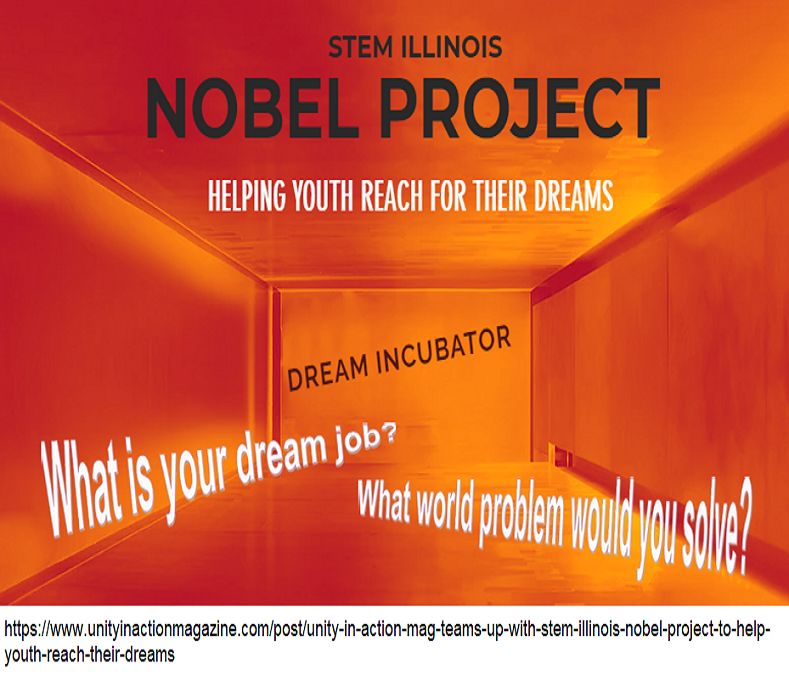 STEM ILLINOIS
NOBEL PROJECT
HELPING YOUTH REACH FOR THEIR DREAMS
DREAM INCUBATOR
What is your dream job?
What world problem would you solve?
https://www.unityinactionmagazine.com/post/unity-in-action-mag-teams-up-with-stem-illinois-nobel-project-to-help-
youth-reach-their-dreams